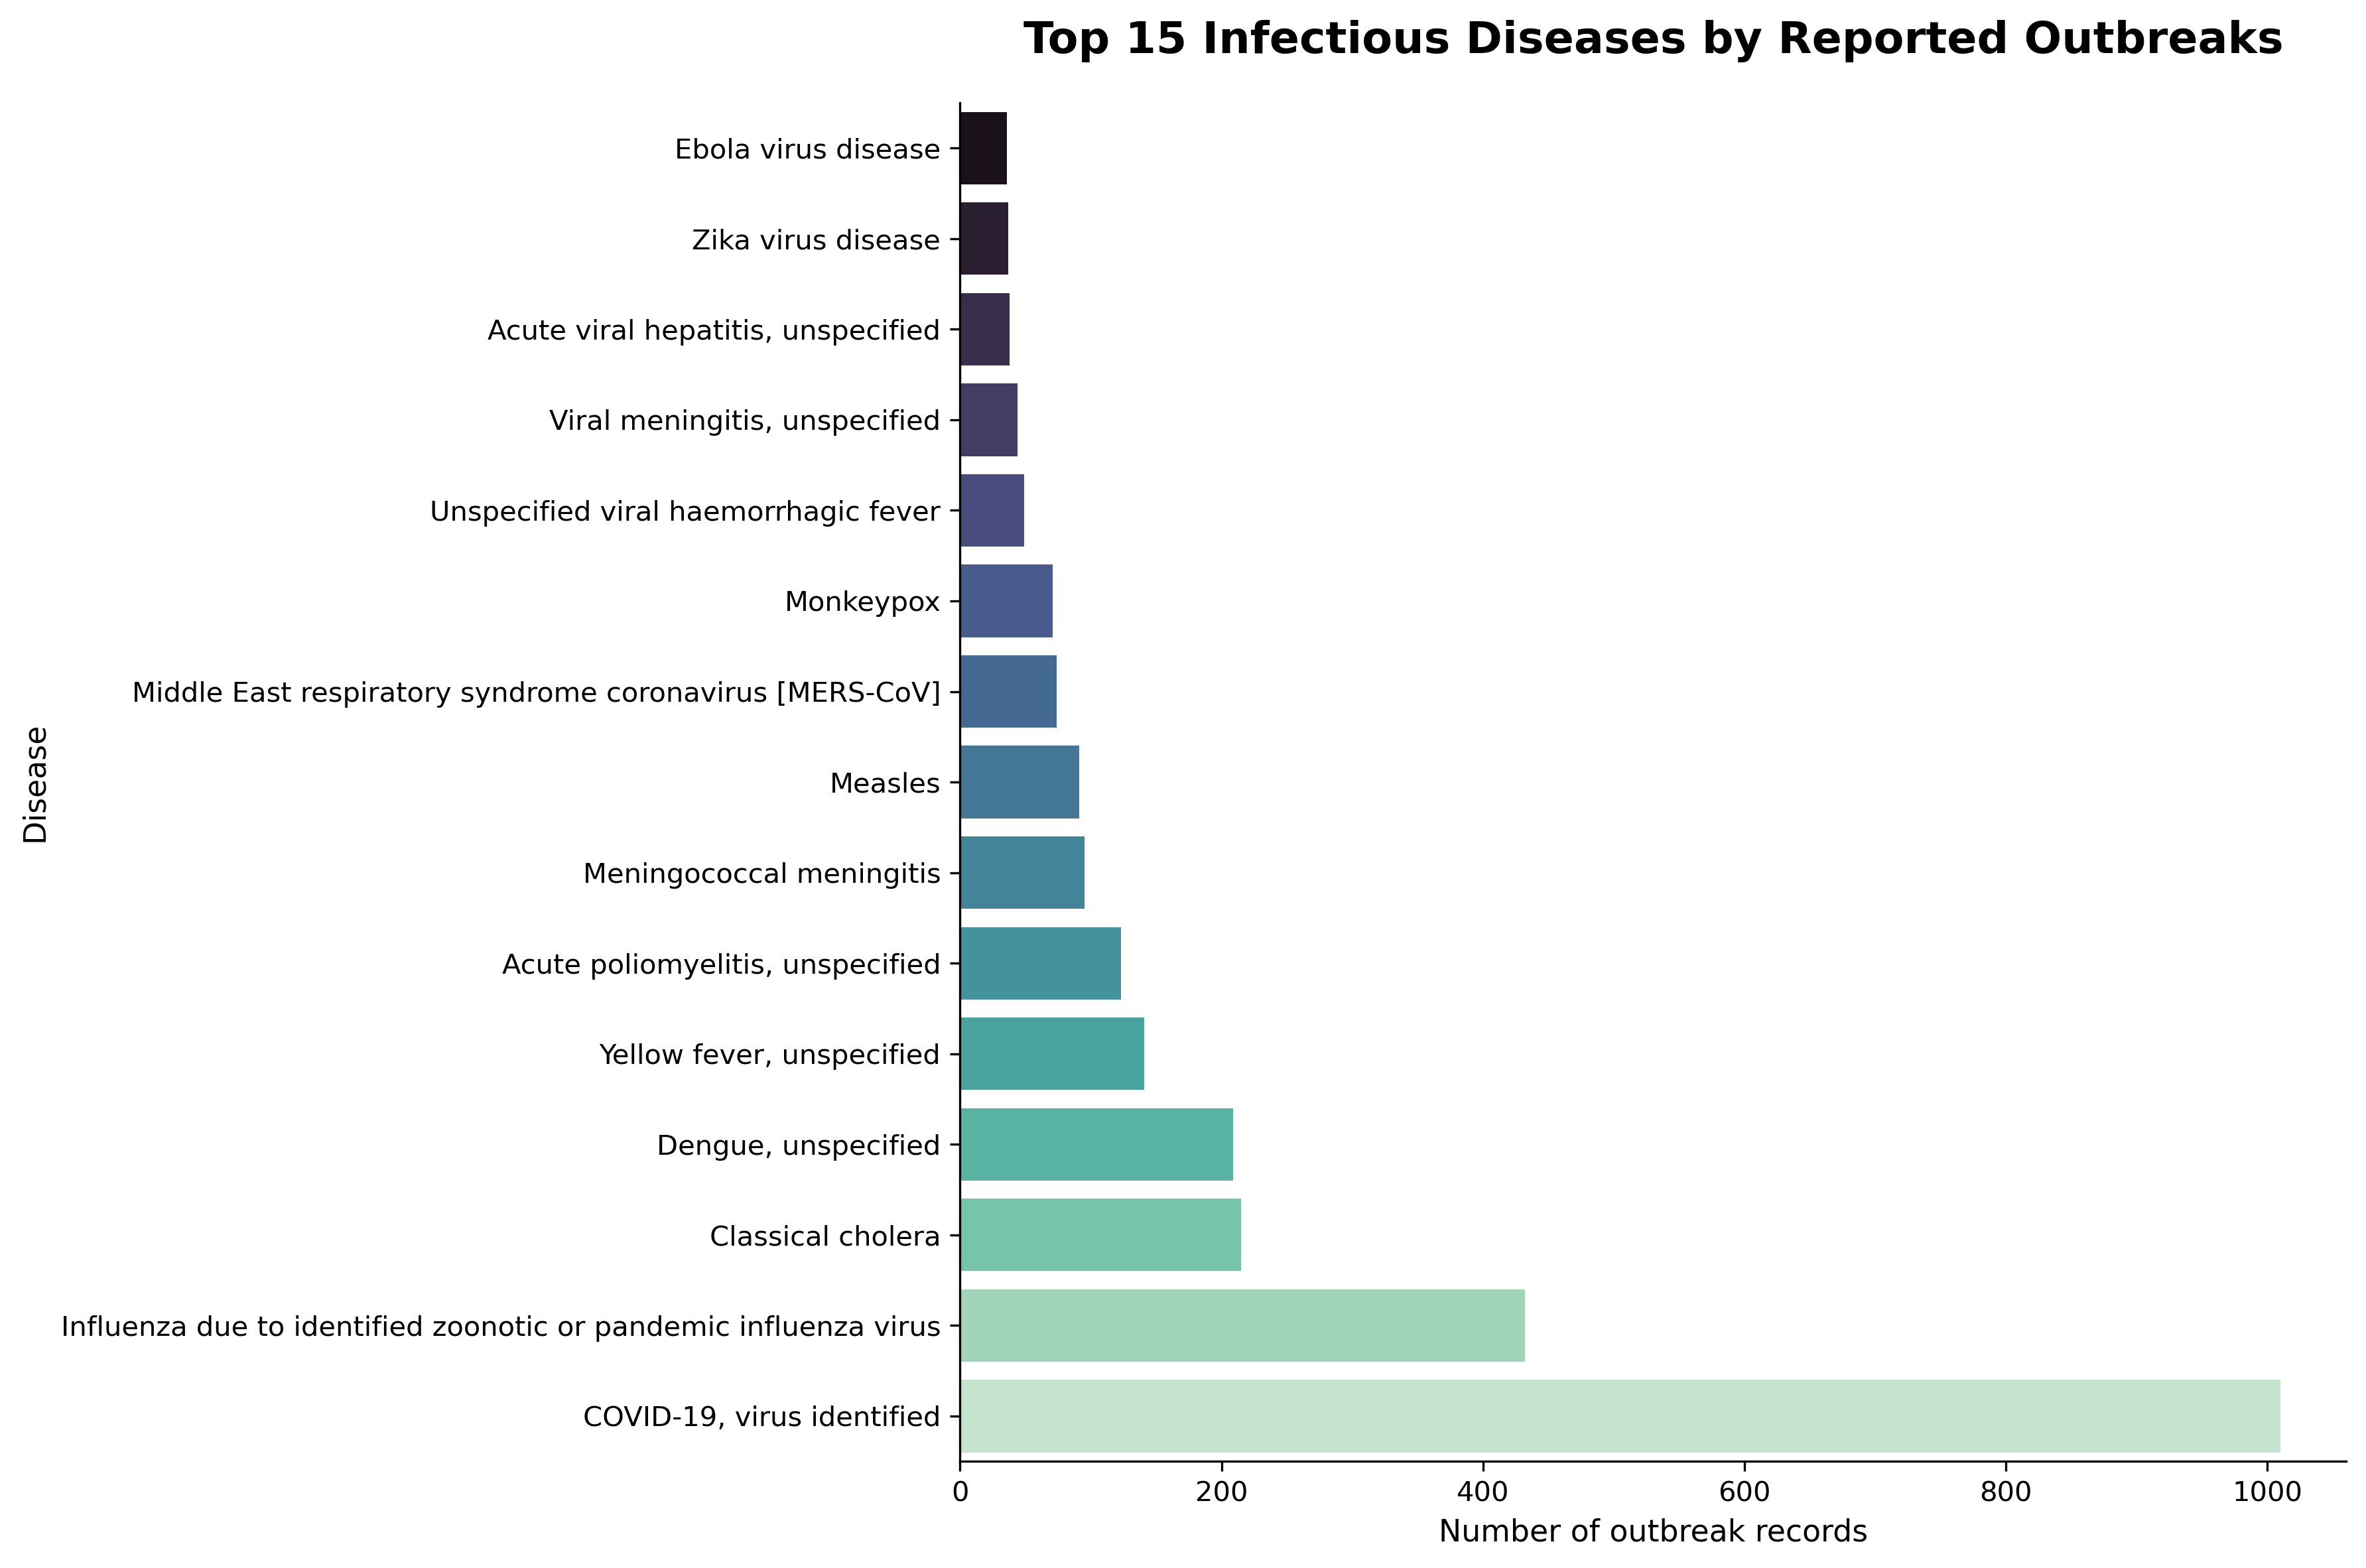 Top 15 Infectious Diseases by Reported Outbreaks
Disease
Ebola virus disease
Zika virus disease
Acute viral hepatitis, unspecified
Viral meningitis, unspecified
Unspecified viral haemorrhagic fever
Monkeypox
Middle East respiratory syndrome coronavirus [MERS-CoV]
Measles
Meningococcal meningitis
Acute poliomyelitis, unspecified
Yellow fever, unspecified
Dengue, unspecified
Classical cholera
Influenza due to identified zoonotic or pandemic influenza virus
COVID-19, virus identified
0 200 400 600 800 1000
Number of outbreak records